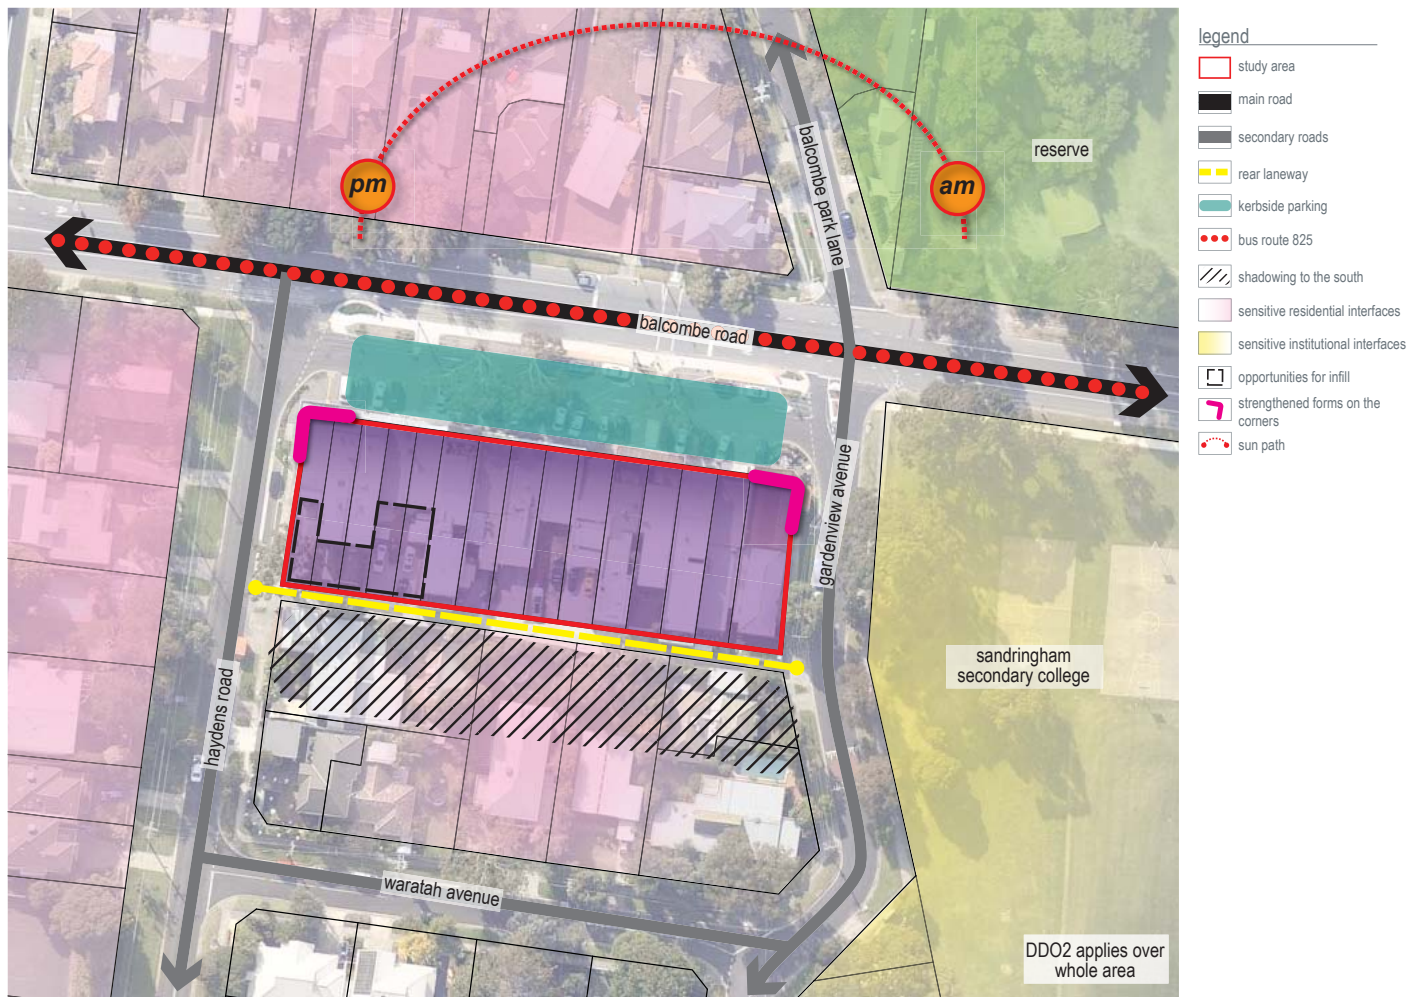 pm
am
reserve
balcombe park lane
balcombe road
gardenview avenue
haydens road
sandringham
secondary college
waratah avenue
DDO2 applies over
whole area
legend
study area
main road
secondary roads
rear laneway
kerbside parking
bus route 825
shadowing to the south
sensitive residential interfaces
sensitive institutional interfaces
opportunities for infill
strengthened forms on the
corners
sun path